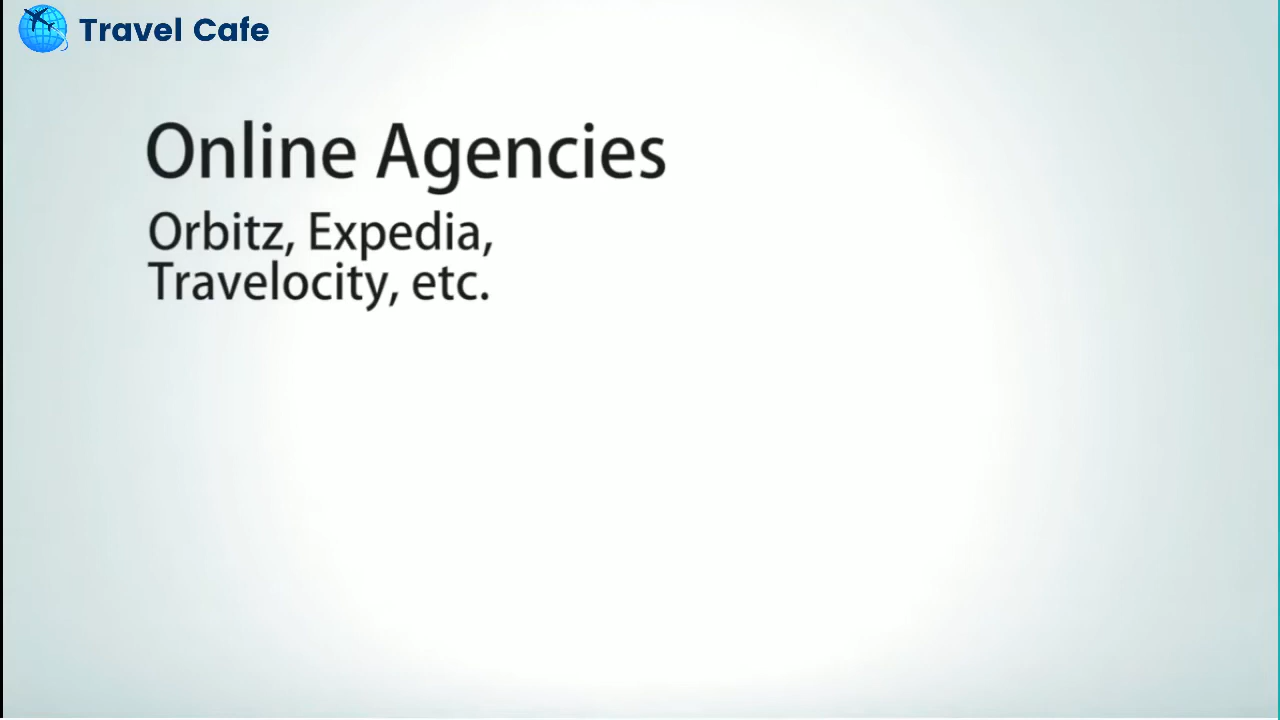 Travel Cafe
Online Agencies
Orbitz, Expedia,
Travelocity, etc.